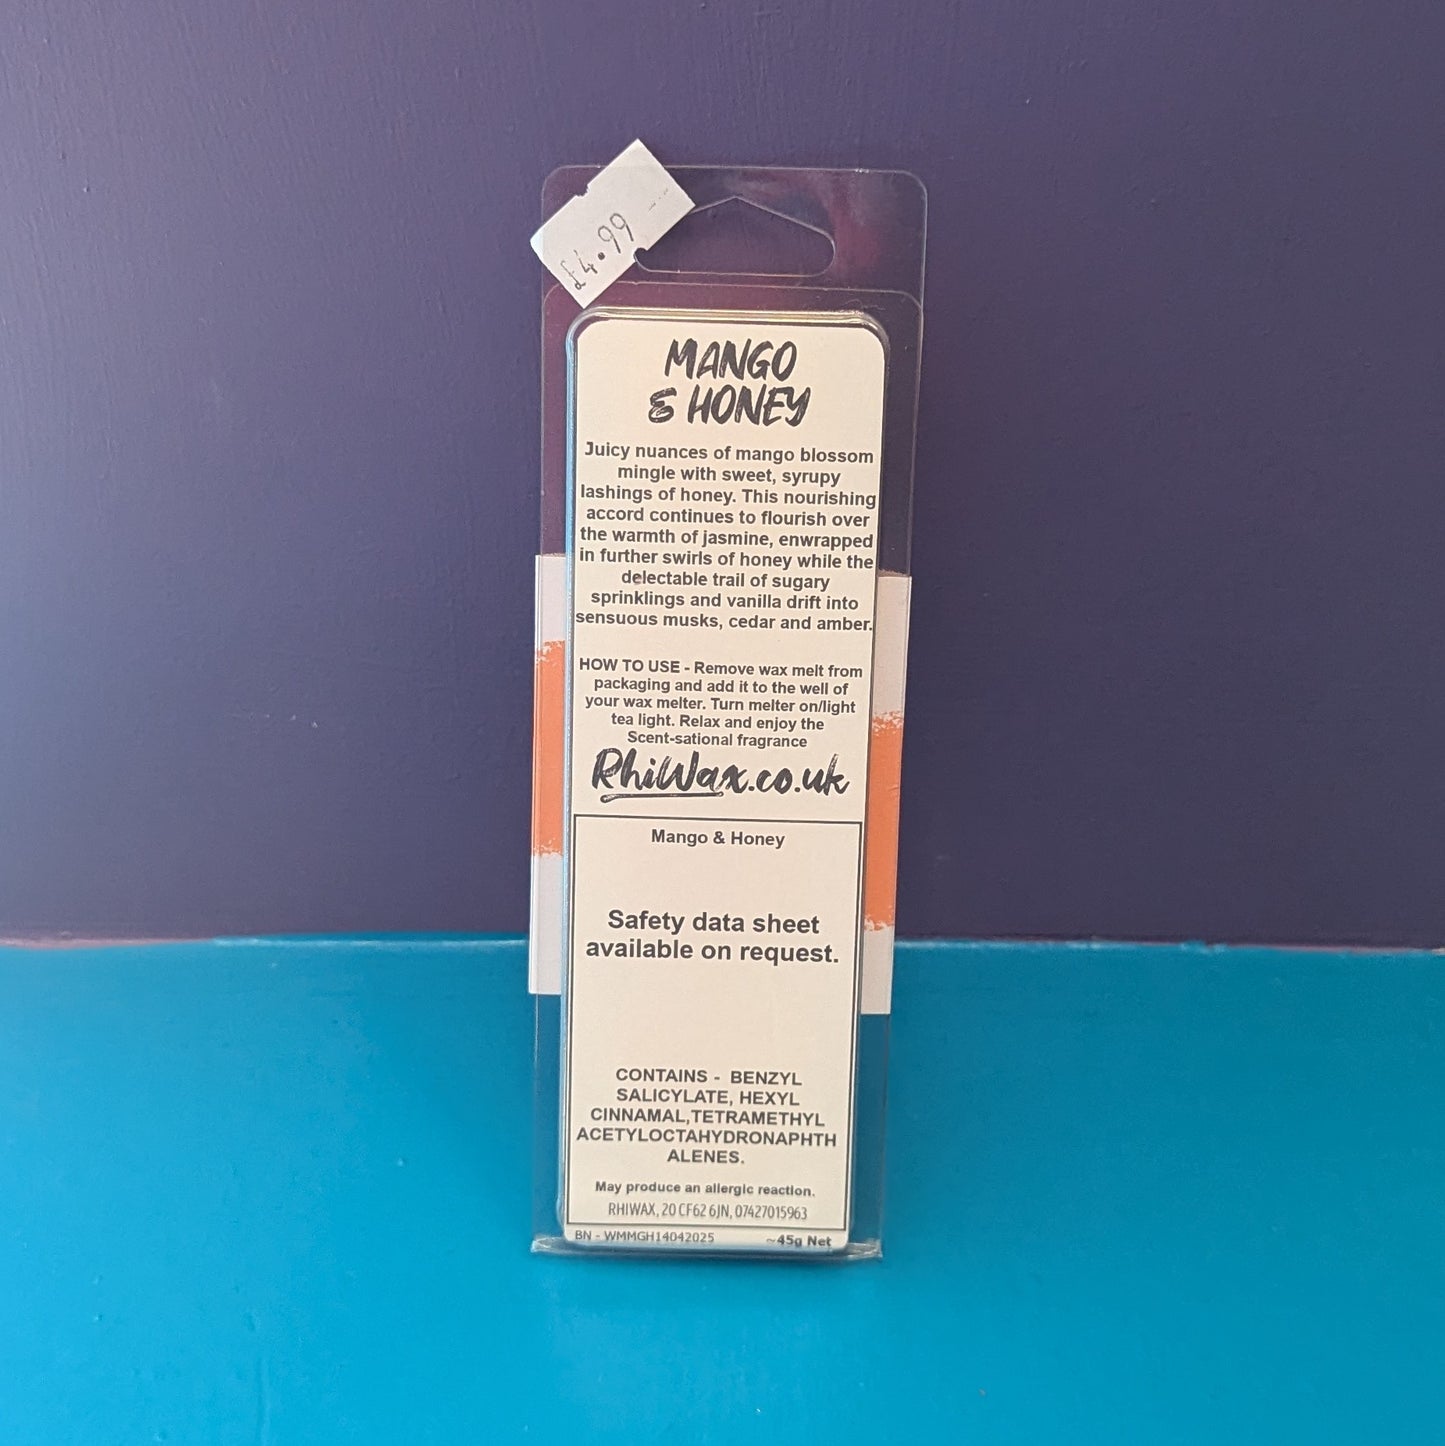 £4.99
MANGO
& HONEY
Juicy nuances of mango blossom
mingle with sweet, syrupy
lashings of honey. This nourishing
accord continues to flourish over
the warmth of jasmine, enwrapped
in further swirls of honey while the
delectable trail of sugary
sprinklings and vanilla drift into
sensuous musks, cedar and amber.
HOW TO USE - Remove wax melt from
packaging and add it to the well of
your wax melter. Turn melter on/light
tea light. Relax and enjoy the
Scent-sational fragrance
RhiWax.co.uk
Mango & Honey
Safety data sheet
available on request.
CONTAINS - BENZYL
SALICYLATE, HEXYL
CINNAMAL,TETRAMETHYL
ACETYLOCTAHYDRONAPHTH
ALENES.
May produce an allergic reaction.
RHIWAX, 20 CF62 6JN, 07427015963
BN - WMMGH14042025 ~45g Net